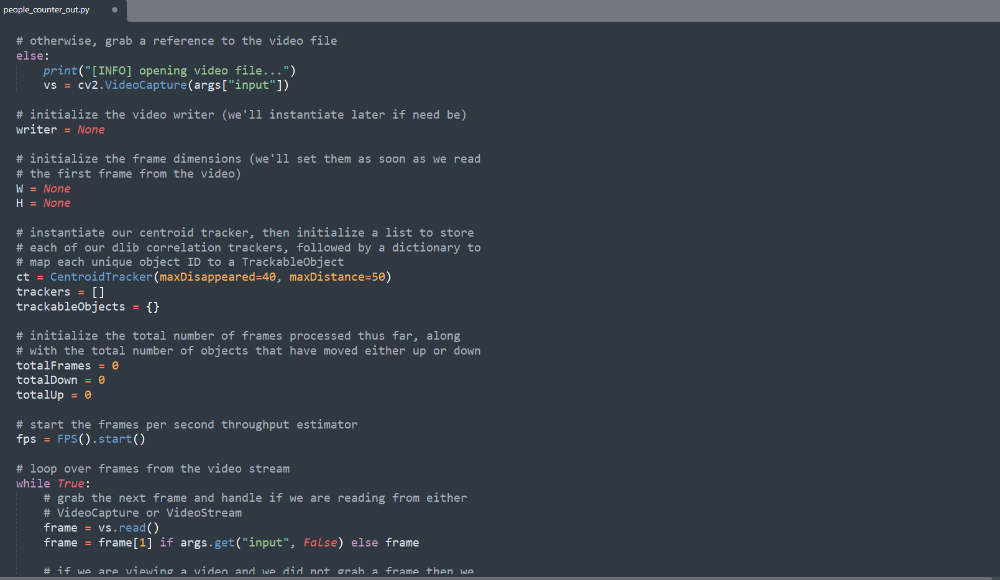 people_counter_out.py
# otherwise, grab a reference to the video file
else:
    print("[INFO] opening video file...")
    vs = cv2.VideoCapture(args["input"])
# initialize the video writer (we'll instantiate later if need be)
writer = None
# initialize the frame dimensions (we'll set them as soon as we read
# the first frame from the video)
W = None
H = None
# instantiate our centroid tracker, then initialize a list to store
# each of our dlib correlation trackers, followed by a dictionary to
# map each unique object ID to a TrackableObject
ct = CentroidTracker(maxDisappeared=40, maxDistance=50)
trackers = []
trackableObjects = {}
# initialize the total number of frames processed thus far, along
# with the total number of objects that have moved either up or down
totalFrames = 0
totalDown = 0
totalUp = 0
# start the frames per second throughput estimator
fps = FPS().start()
# loop over frames from the video stream
while True:
    # grab the next frame and handle if we are reading from either
    # VideoCapture or VideoStream
    frame = vs.read()
    frame = frame[1] if args.get("input", False) else frame
    # if we are viewing a video and we did not grab a frame then we